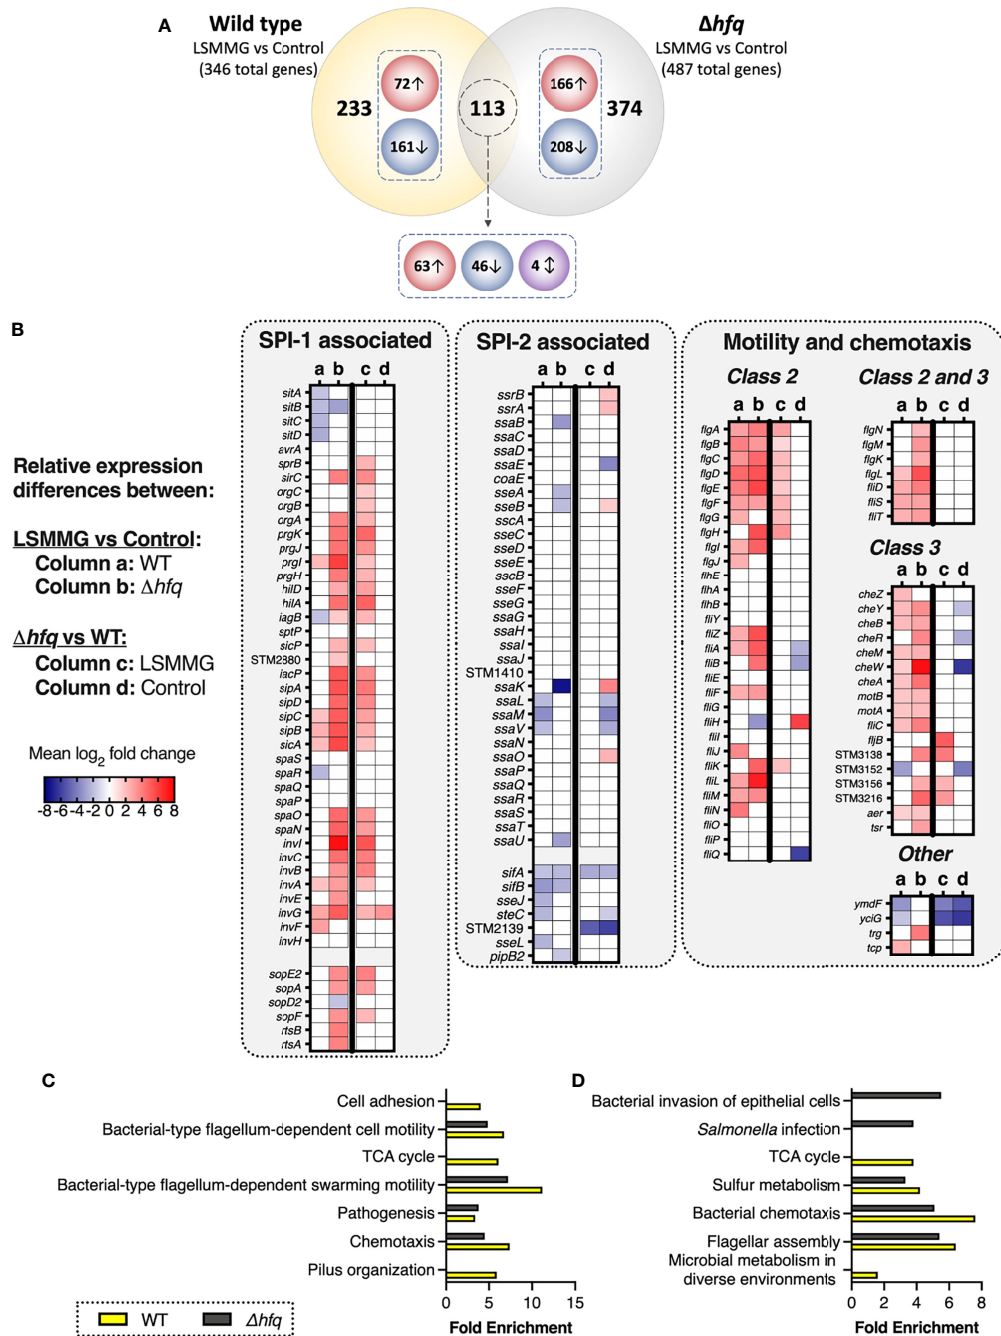 A
Wild type
LSMMG vs Control
(346 total genes)
Δhfq
LSMMG vs Control
(487 total genes)
233
72↑
161↓
113
166↑
208↓
374
63↑
46↓
4↕
B
Relative expression
differences between:
LSMMG vs Control:
Column a: WT
Column b: Δhfq
Δhfq vs WT:
Column c: LSMMG
Column d: Control
Mean log2 fold change
-8 -6 -4 -2 0 2 4 6 8
SPI-1 associated
a b c d
sitA
sitB
sitC
sitD
avrA
sprB
sirC
orgC
orgB
orgA
prgK
prgJ
prgI
prgH
hilD
hilA
iagB
sptP
sicP
STM2380
iacP
sipA
sipD
sipC
sipB
sicA
spaS
spaR
spaQ
spaP
spaO
spaN
invI
invC
invB
invA
invE
invG
invF
invH
sopE2
sopA
sopD2
sopF
rtsB
rtsA
SPI-2 associated
a b c d
ssrB
ssrA
ssaB
ssaC
ssaD
ssaE
coaE
sseA
sseB
sscA
sseC
sseD
sseE
sscB
sseF
sseG
ssaG
ssaH
ssaI
ssaJ
STM1410
ssaK
ssaL
ssaM
ssaV
ssaN
ssaO
ssaP
ssaQ
ssaR
ssaS
ssaT
ssaU
sifA
sifB
sseJ
steC
STM2139
sseL
pipB2
Motility and chemotaxis
Class 2
a b c d
flgA
flgB
flgC
flgD
flgE
flgF
flgG
flgH
flgI
flgJ
flhE
flhA
flhB
fliY
fliZ
fliA
fliB
fliE
fliF
fliG
fliH
fliI
fliJ
fliK
fliL
fliM
fliN
fliO
fliP
fliQ
Class 2 and 3
a b c d
flgN
flgM
flgK
flgL
fliD
fliS
fliT
Class 3
a b c d
cheZ
cheY
cheB
cheR
cheM
cheW
cheA
motB
motA
fliC
fljB
STM3138
STM3152
STM3156
STM3216
aer
tsr
Other
a b c d
ymdF
yciG
trg
tcp
C
Cell adhesion
Bacterial-type flagellum-dependent cell motility
TCA cycle
Bacterial-type flagellum-dependent swarming motility
Pathogenesis
Chemotaxis
Pilus organization
0 5 10 15
Fold Enrichment
WT
Δhfq
D
Bacterial invasion of epithelial cells
Salmonella infection
TCA cycle
Sulfur metabolism
Bacterial chemotaxis
Flagellar assembly
Microbial metabolism in
diverse environments
0 2 4 6 8
Fold Enrichment